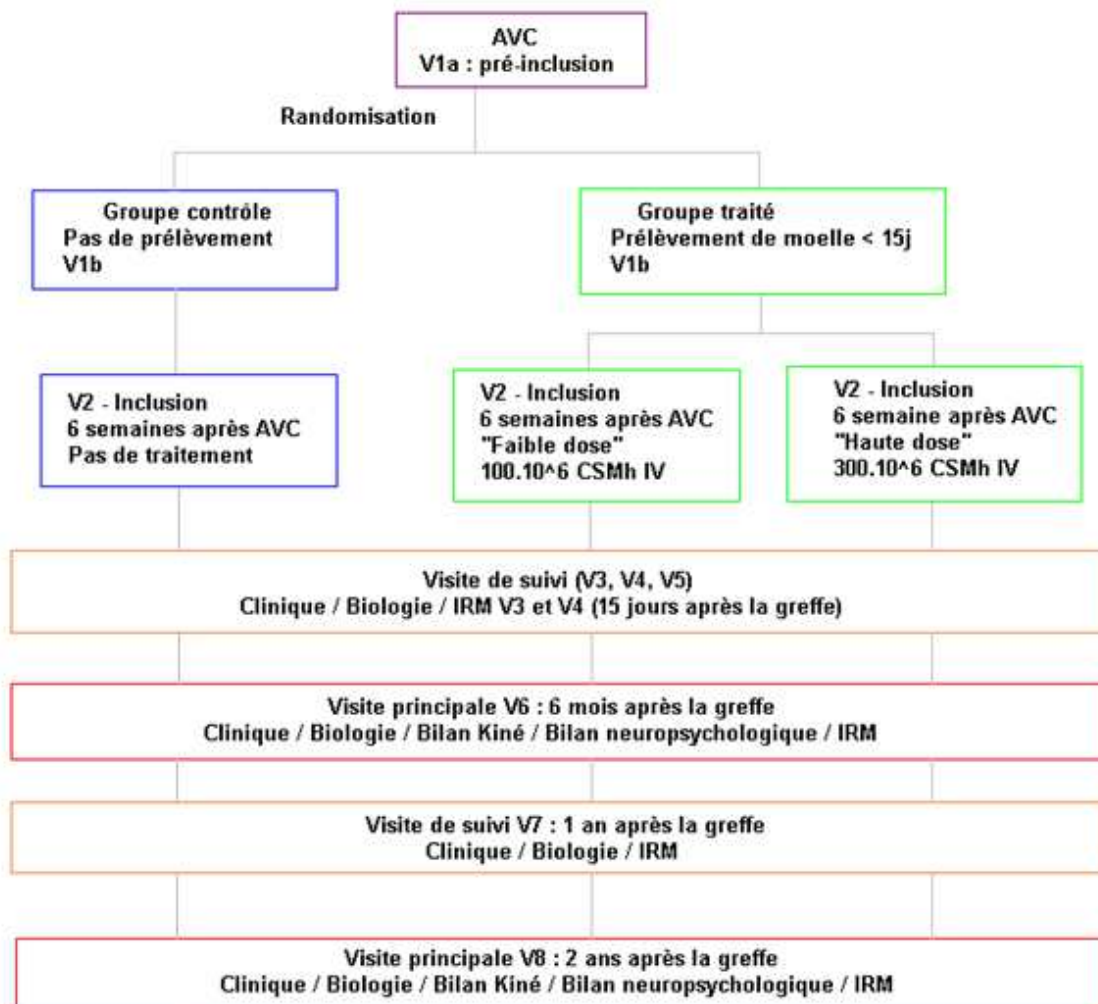 AVC
V1a : pré-inclusion
Randomisation
Groupe contrôle
Pas de prélèvement
V1b
Groupe traité
Prélèvement de moelle < 15j
V1b
V2 - Inclusion
6 semaines après AVC
Pas de traitement
V2 - Inclusion
6 semaines après AVC
"Faible dose"
100.10^6 CSMh IV
V2 - Inclusion
6 semaine après AVC
"Haute dose"
300.10^6 CSMh IV
Visite de suivi (V3, V4, V5)
Clinique / Biologie / IRM V3 et V4 (15 jours après la greffe)
Visite principale V6 : 6 mois après la greffe
Clinique / Biologie / Bilan Kiné / Bilan neuropsychologique / IRM
Visite de suivi V7 : 1 an après la greffe
Clinique / Biologie / IRM
Visite principale V8 : 2 ans après la greffe
Clinique / Biologie / Bilan Kiné / Bilan neuropsychologique / IRM